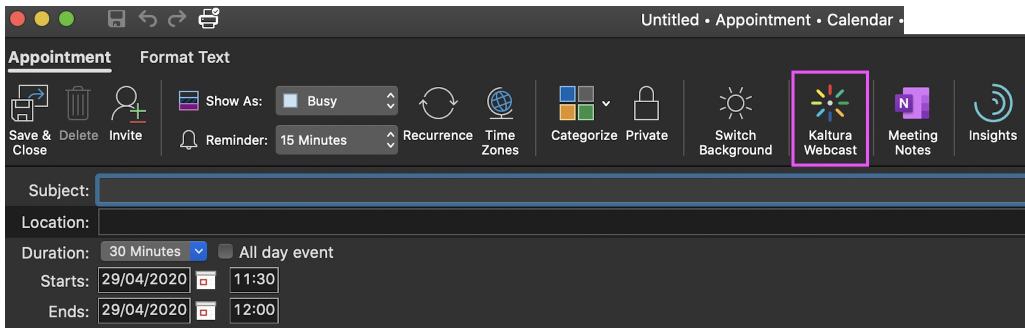 Untitled • Appointment • Calendar •
Appointment Format Text
Save & Close
Delete
Invite
Show As: Busy
Reminder: 15 Minutes
Recurrence
Time Zones
Categorize
Private
Switch Background
Kaltura Webcast
N
Meeting Notes
Insights
Subject:
Location:
Duration: 30 Minutes All day event
Starts: 29/04/2020 11:30
Ends: 29/04/2020 12:00